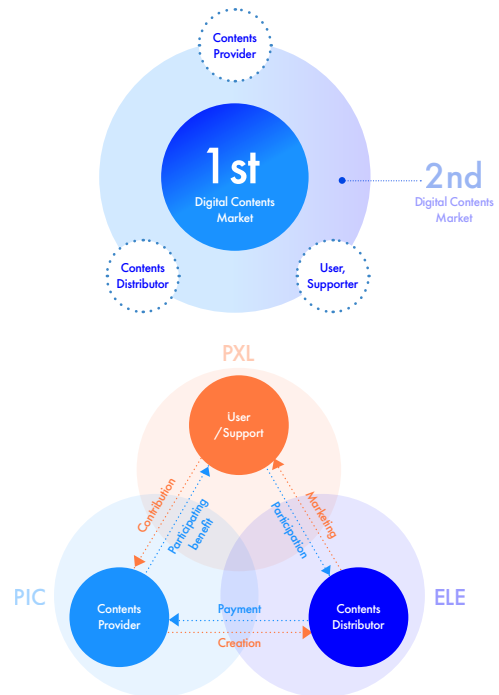 Contents
Provider
1st
Digital Contents
Market
2nd
Digital Contents
Market
Contents
Distributor
User,
Supporter
PXL
User
/Support
Contribution
Participating
benefit
Participation
Marketing
PIC
Contents
Provider
Payment
Creation
Contents
Distributor
ELE